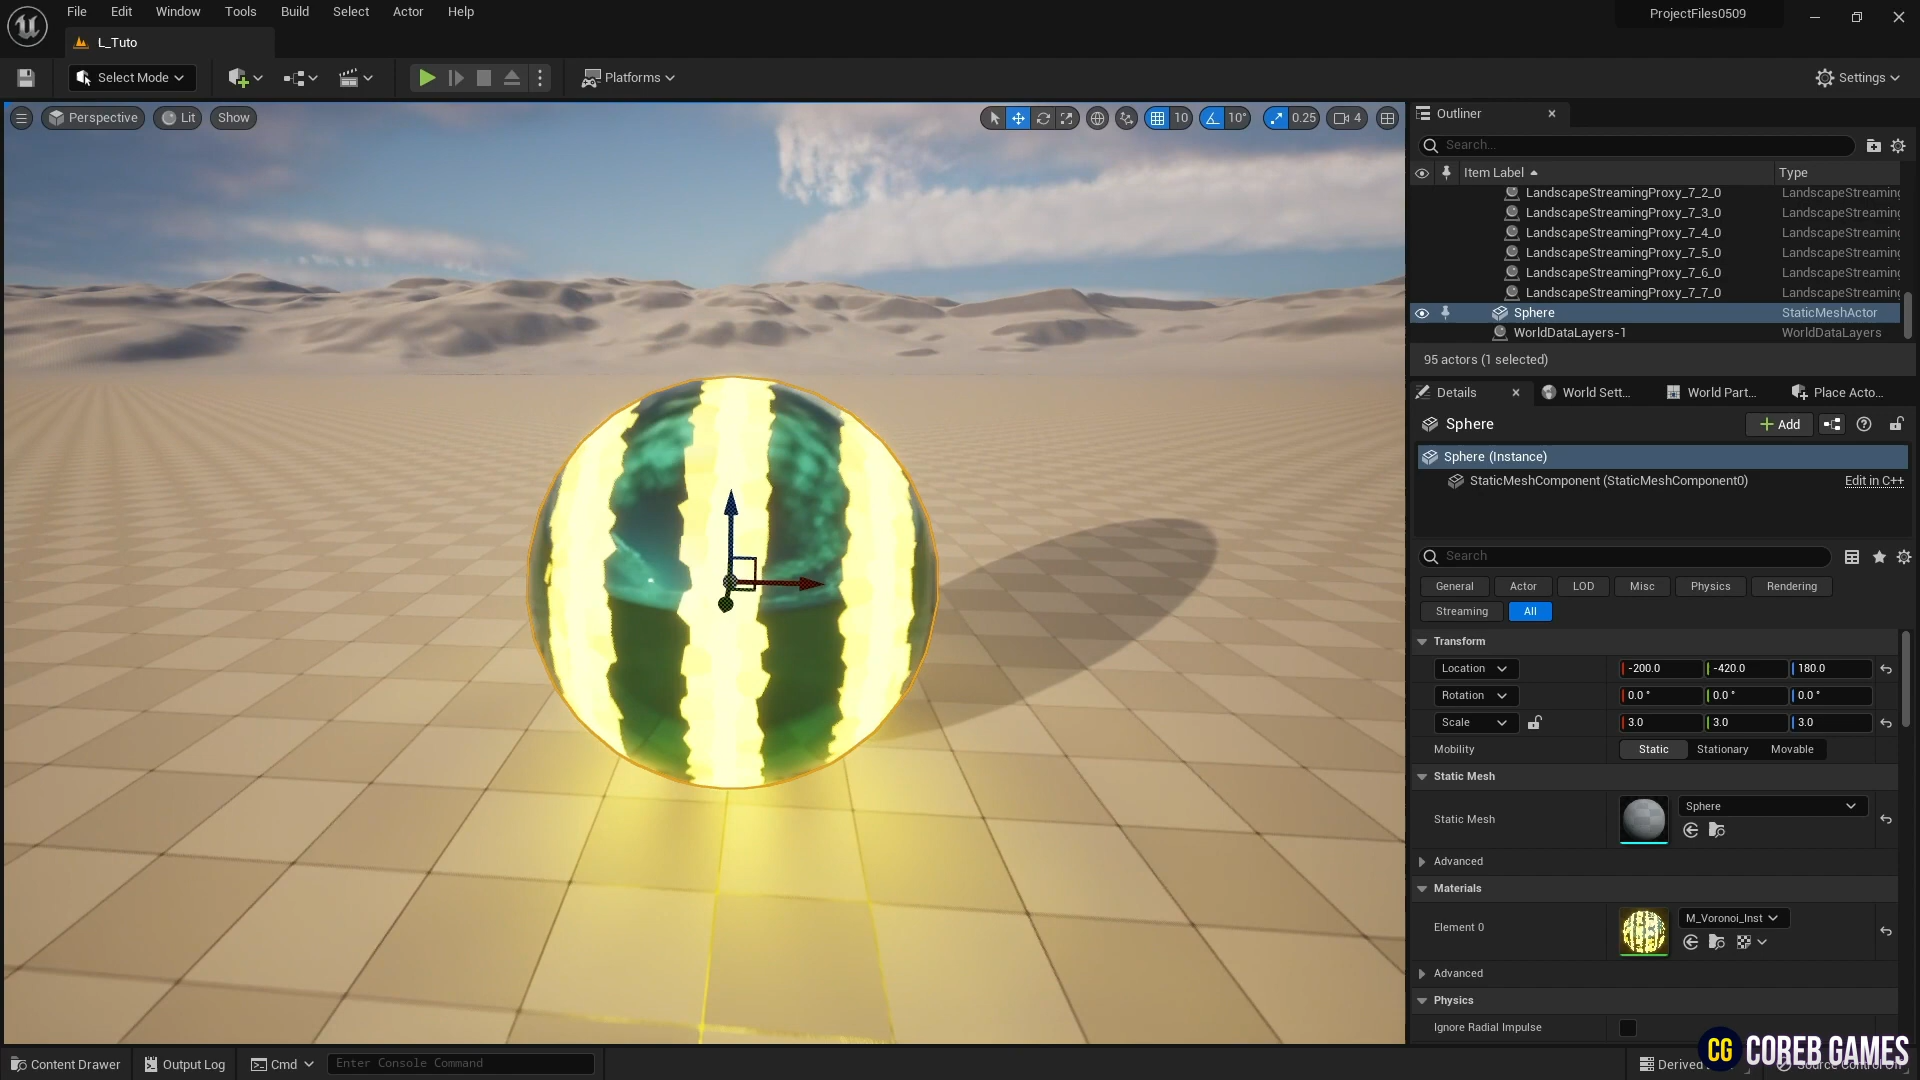 File Edit Window Tools Build Select Actor Help
ProjectFiles0509
L_Tuto
Select Mode
Platforms
Settings
Perspective Lit Show
10 10° 0.25 4
Outliner
Search...
Item Label Type
LandscapeStreamingProxy_7_2_0 LandscapeStreaming
LandscapeStreamingProxy_7_3_0 LandscapeStreaming
LandscapeStreamingProxy_7_4_0 LandscapeStreaming
LandscapeStreamingProxy_7_5_0 LandscapeStreaming
LandscapeStreamingProxy_7_6_0 LandscapeStreaming
LandscapeStreamingProxy_7_7_0 LandscapeStreaming
Sphere StaticMeshActor
WorldDataLayers-1 WorldDataLayers
95 actors (1 selected)
Details World Sett... World Part... Place Acto...
Sphere
Add
Sphere (Instance)
StaticMeshComponent (StaticMeshComponent0) Edit in C++
Search
General Actor LOD Misc Physics Rendering
Streaming All
Transform
Location -200.0 -420.0 180.0
Rotation 0.0 ° 0.0 ° 0.0 °
Scale 3.0 3.0 3.0
Mobility Static Stationary Movable
Static Mesh
Static Mesh Sphere
Advanced
Materials
Element 0 M_Voronoi_Inst
Advanced
Physics
Ignore Radial Impulse
Content Drawer Output Log Cmd Enter Console Command
Derived
CG COREB GAMES